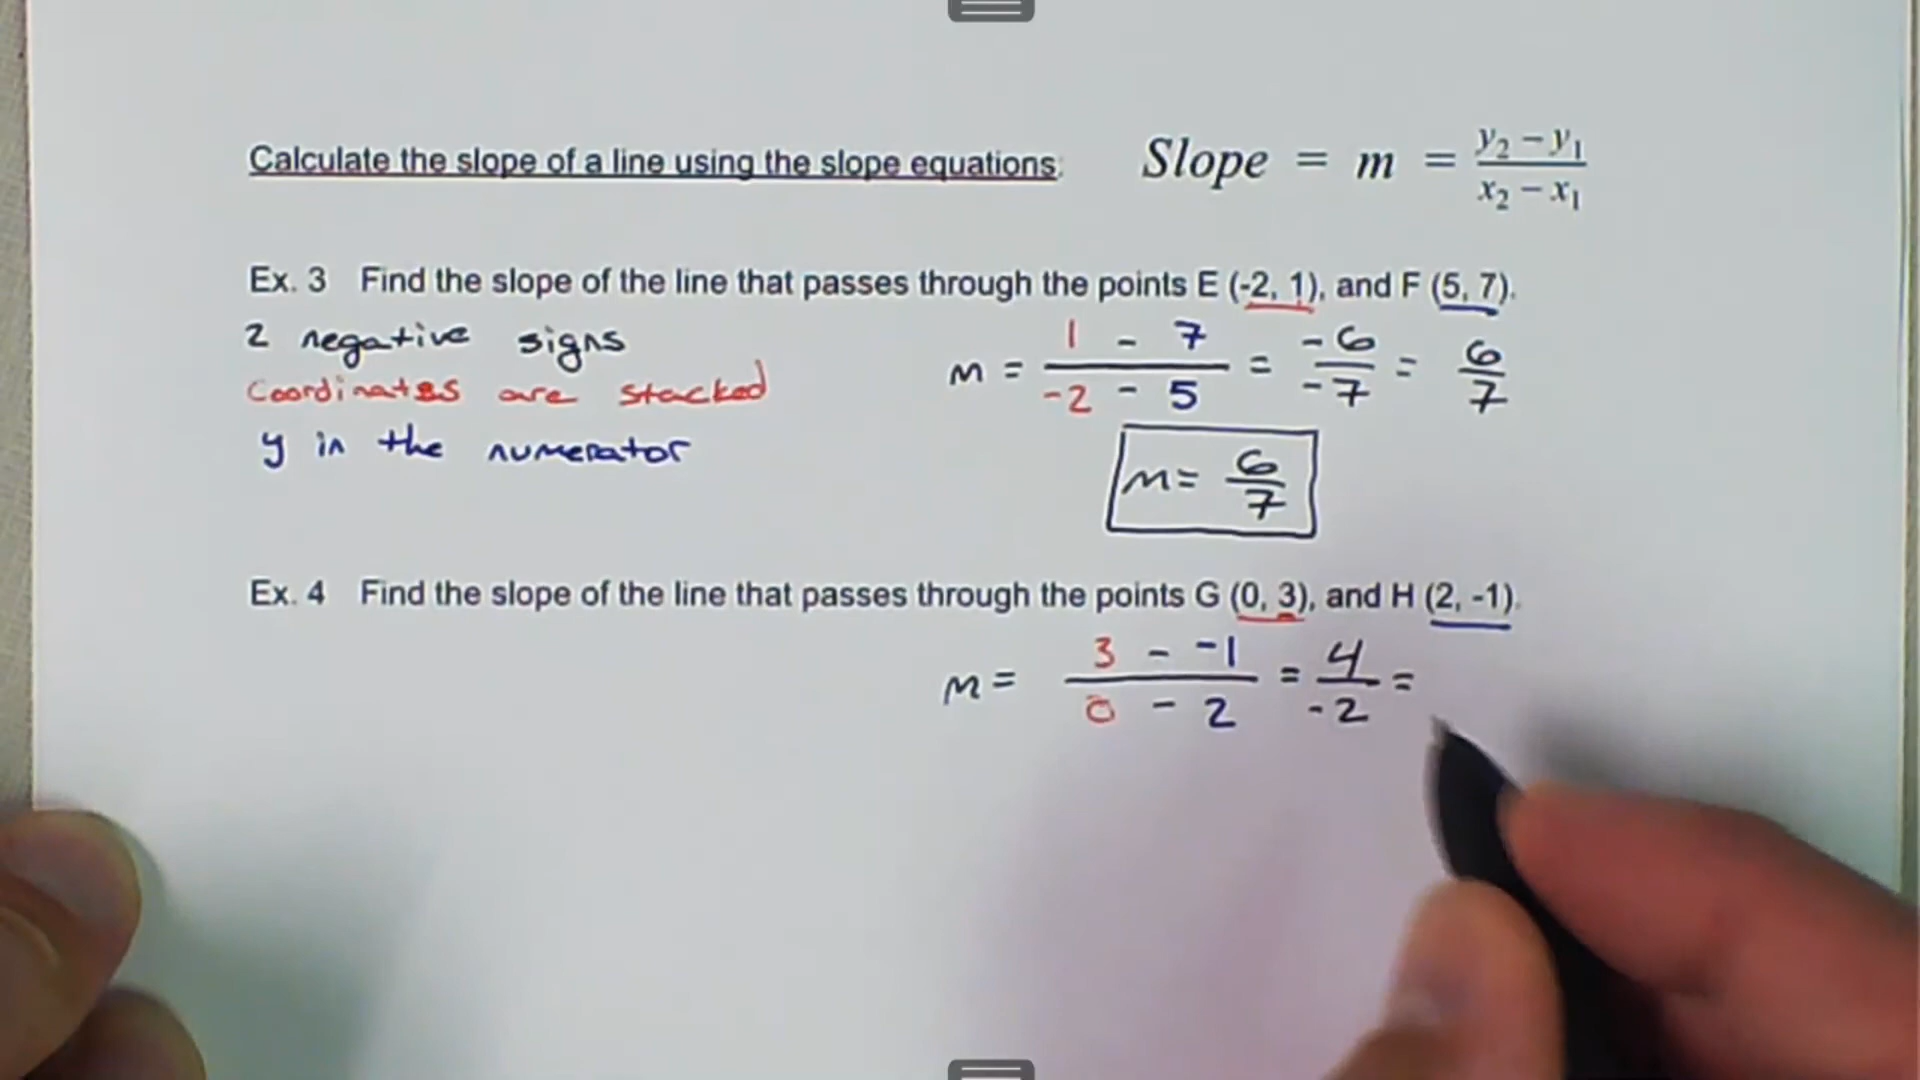 Calculate the slope of a line using the slope equations: Slope = m = y₂ − y₁ / x₂ − x₁
Ex. 3 Find the slope of the line that passes through the points E (-2, 1), and F (5, 7).
2 negative signs
Coordinates are stacked
y in the numerator
m = 1 - 7 / -2 - 5 = -6 / -7 = 6 / 7
m = 6 / 7
Ex. 4 Find the slope of the line that passes through the points G (0, 3), and H (2, -1).
m = 3 - -1 / 0 - 2 = 4 / -2 =